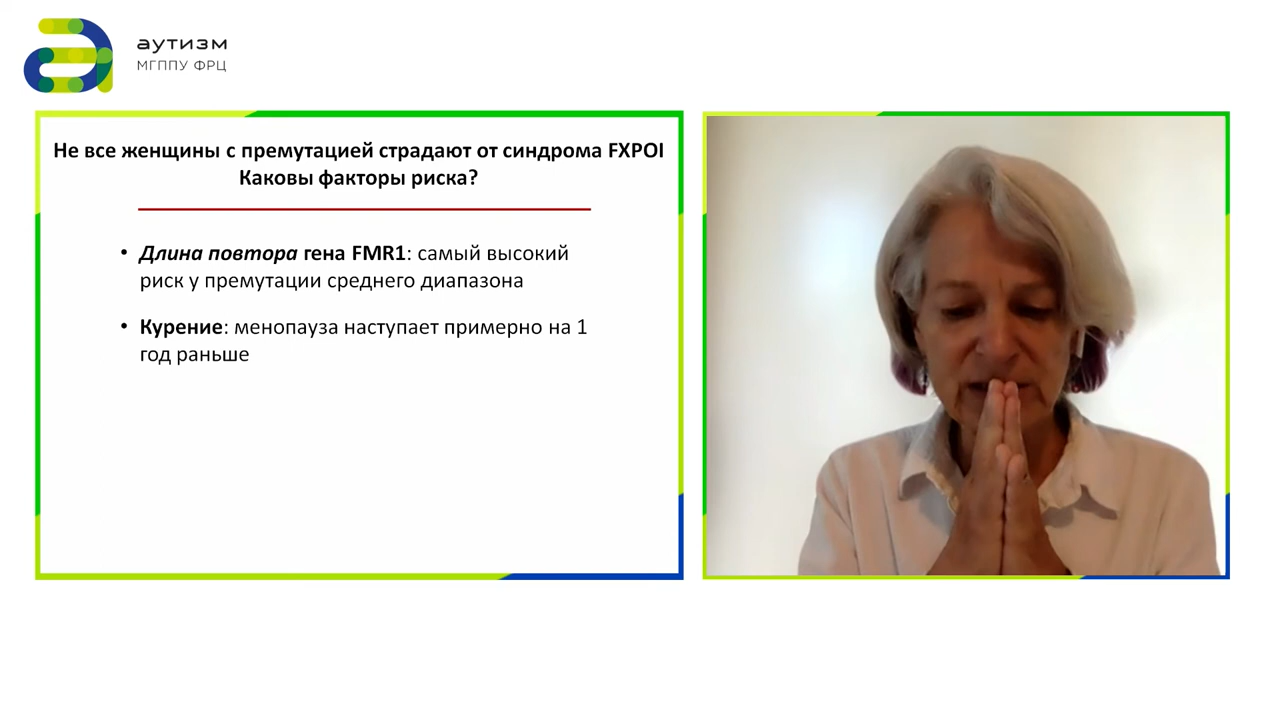 аутизм
МГППУ ФРЦ
Не все женщины с премутацией страдают от синдрома FXPOI
Каковы факторы риска?
• Длина повтора гена FMR1: самый высокий
риск у премутации среднего диапазона
• Курение: менопауза наступает примерно на 1
год раньше